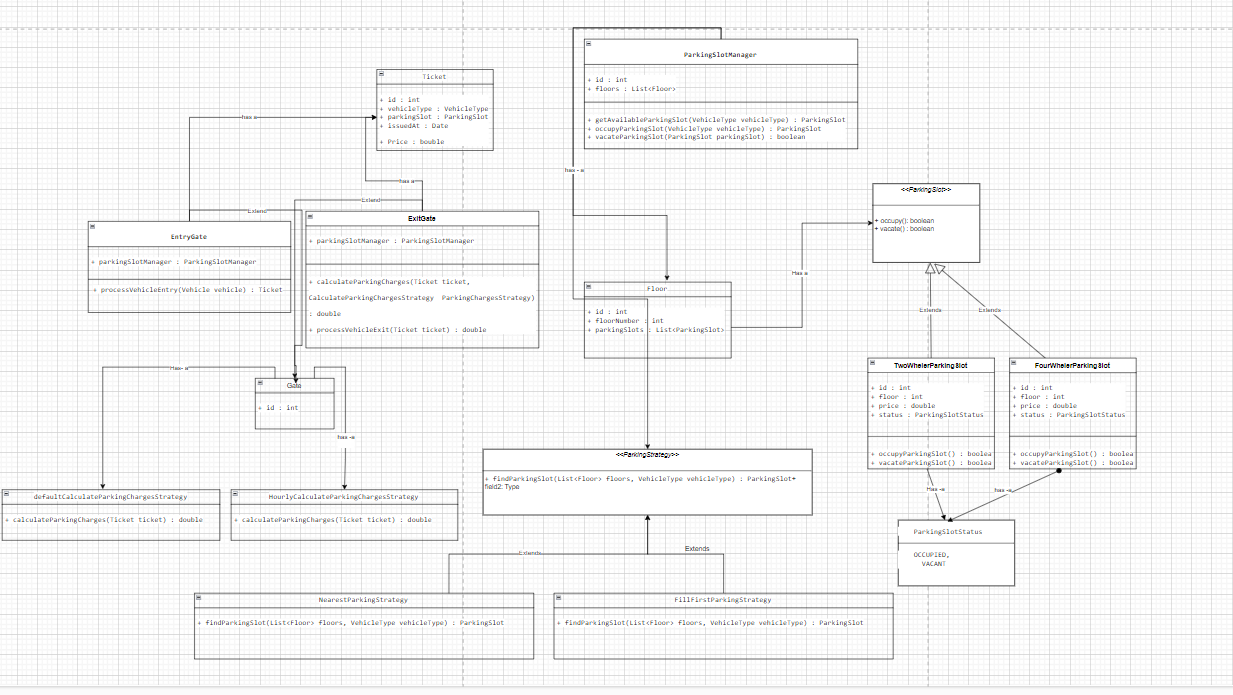 Ticket
+ id : int
+ vehicleType : VehicleType
+ parkingSlot : ParkingSlot
+ issuedAt : Date
+ Price : bouble
ParkingSlotManager
+ id : int
+ floors : List<Floor>
+ getAvailableParkingSlot(VehicleType vehicleType) : ParkingSlot
+ occupyParkingSlot(VehicleType vehicleType) : ParkingSlot
+ vacateParkingSlot(ParkingSlot parkingSlot) : boolean
has a
has - a
has a
Extend
Extend
EntryGate
+ parkingSlotManager : ParkingSlotManager
+ processVehicleEntry(Vehicle vehicle) : Ticket
ExitGate
+ parkingSlotManager : ParkingSlotManager
+ calculateParkingCharges(Ticket ticket,
CalculateParkingChargesStrategy ParkingChargesStrategy)
: double
+ processVehicleExit(Ticket ticket) : double
<<ParkingSlot>>
+ occupy(): boolean
+ vacate() : boolean
Has a
Floor
+ id : int
+ floorNumber : int
+ parkingSlots : List<ParkingSlot>
Extends
Extends
TwoWhelerParkingSlot
+ id : int
+ floor : int
+ price : double
+ status : ParkingSlotStatus
+ occupyParkingSlot() : boolea
+ vacateParkingSlot() : boolea
FourWhelerParkingSlot
+ id : int
+ floor : int
+ price : double
+ status : ParkingSlotStatus
+ occupyParkingSlot() : boolea
+ vacateParkingSlot() : boolea
Has- a
Gate
+ id : int
has -a
<<ParkingStrategy>>
+ findParkingSlot(List<Floor> floors, VehicleType vehicleType) : ParkingSlot+
field2: Type
defaultCalculateParkingChargesStrategy
+ calculateParkingCharges(Ticket ticket) : double
HourlyCalculateParkingChargesStrategy
+ calculateParkingCharges(Ticket ticket) : double
Has -a
has -a
ParkingSlotStatus
OCCUPIED,
VACANT
Extends
Extends
NearestParkingStrategy
+ findParkingSlot(List<Floor> floors, VehicleType vehicleType) : ParkingSlot
FillFirstParkingStrategy
+ findParkingSlot(List<Floor> floors, VehicleType vehicleType) : ParkingSlot